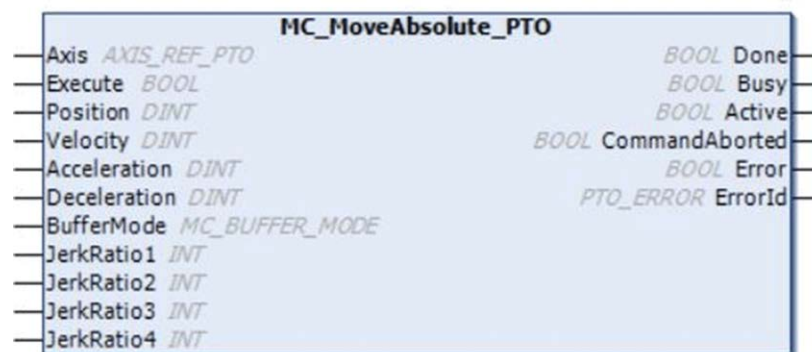 MC_MoveAbsolute_PTO
Axis AXIS_REF_PTO BOOL Done
Execute BOOL BOOL Busy
Position DINT BOOL Active
Velocity DINT BOOL CommandAborted
Acceleration DINT BOOL Error
Deceleration DINT PTO_ERROR ErrorId
BufferMode MC_BUFFER_MODE
JerkRatio1 INT
JerkRatio2 INT
JerkRatio3 INT
JerkRatio4 INT